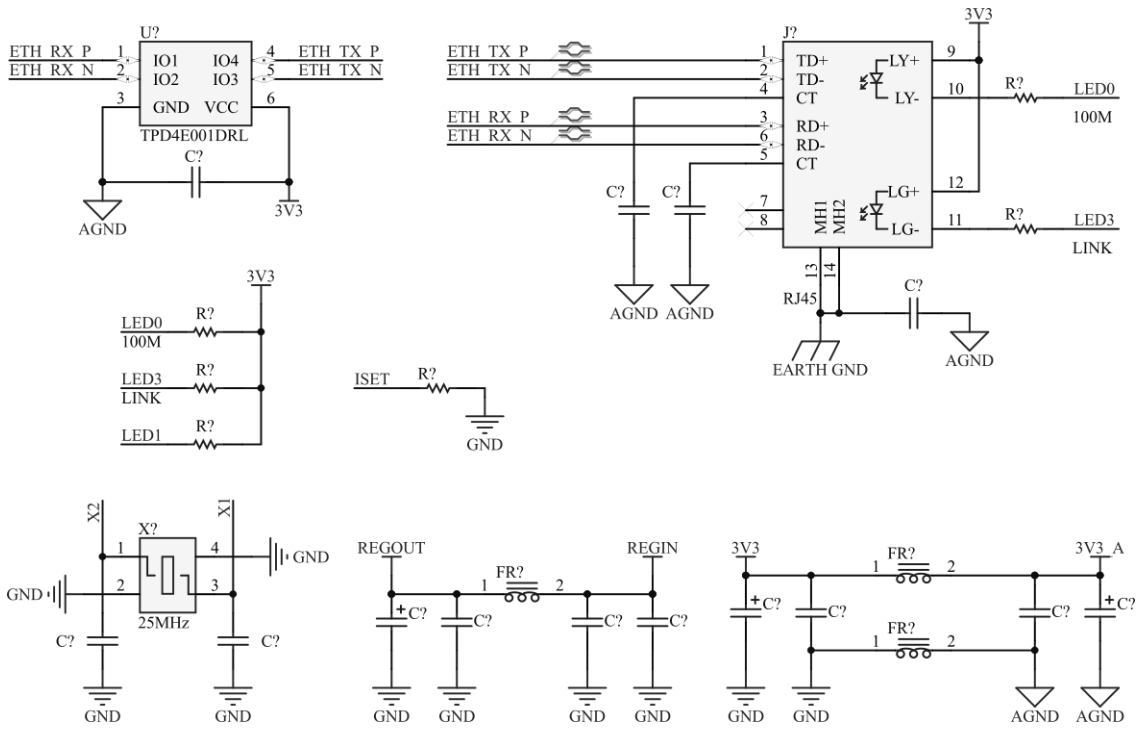 U?
ETH_RX_P 1 IO1 IO4 4 ETH_TX_P
ETH_RX_N 2 IO2 IO3 5 ETH_TX_N
3 GND VCC 6
TPD4E001DRL
C?
AGND
3V3
3V3
J?
ETH_TX_P 1 TD+ LY+ 9
ETH_TX_N 2 TD-
4 CT LY- 10 R? LED0
100M
ETH_RX_P 3 RD+
ETH_RX_N 6 RD-
5 CT
C? C? LG+ 12
7
8 MH1 MH2 LG- 11 R? LED3
LINK
13 14
RJ45
C?
AGND AGND
AGND
EARTH GND
3V3
LED0 R?
100M
LED3 R?
LINK
LED1 R?
ISET R?
GND
X2 X1
X?
1 4 GND
GND 2 3
25MHz
C? C?
GND GND
REGOUT REGIN
FR?
1 2
C? C? C? C?
GND GND GND GND
3V3 3V3_A
FR?
1 2
+ C? C? C? + C?
FR?
1 2
GND GND AGND AGND